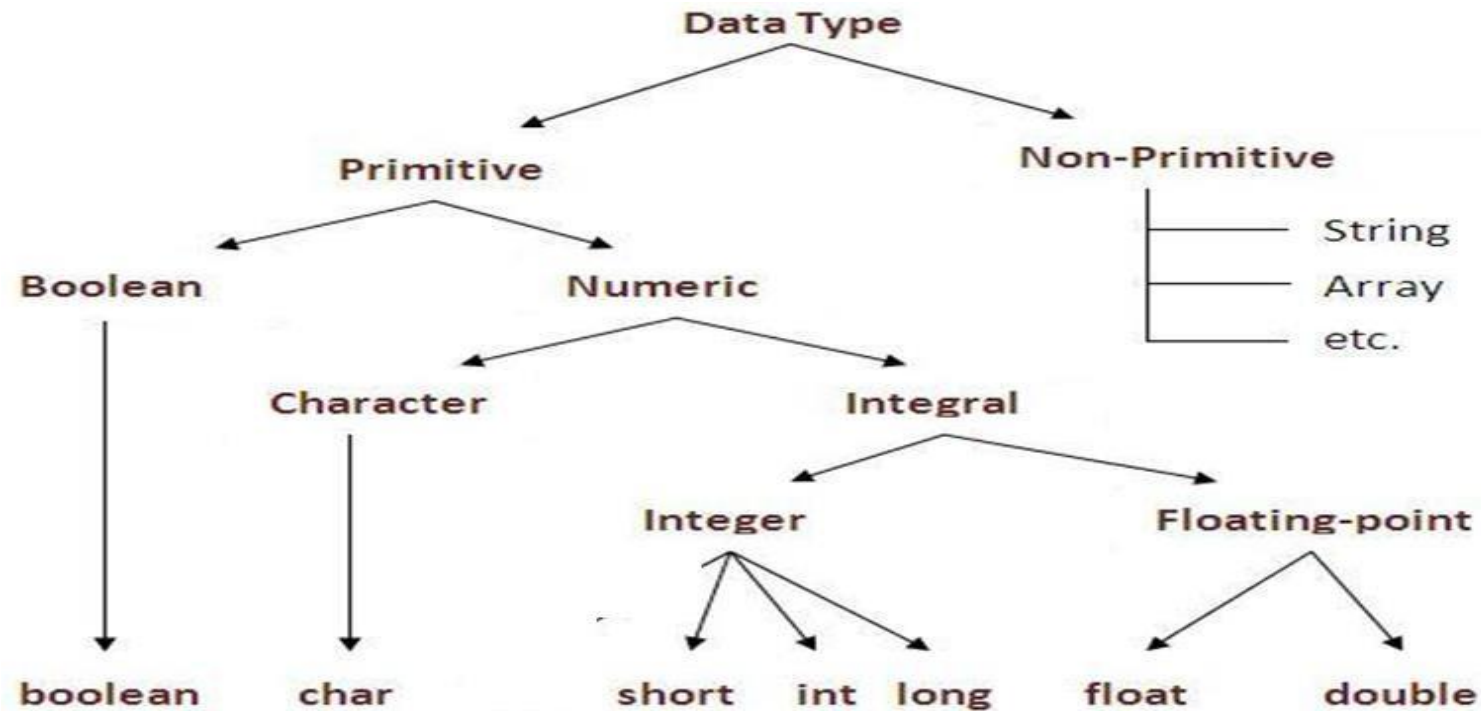 Data Type
Primitive
Non-Primitive
String
Array
etc.
Boolean
Numeric
Character
Integral
Integer
Floating-point
boolean char short int long float double